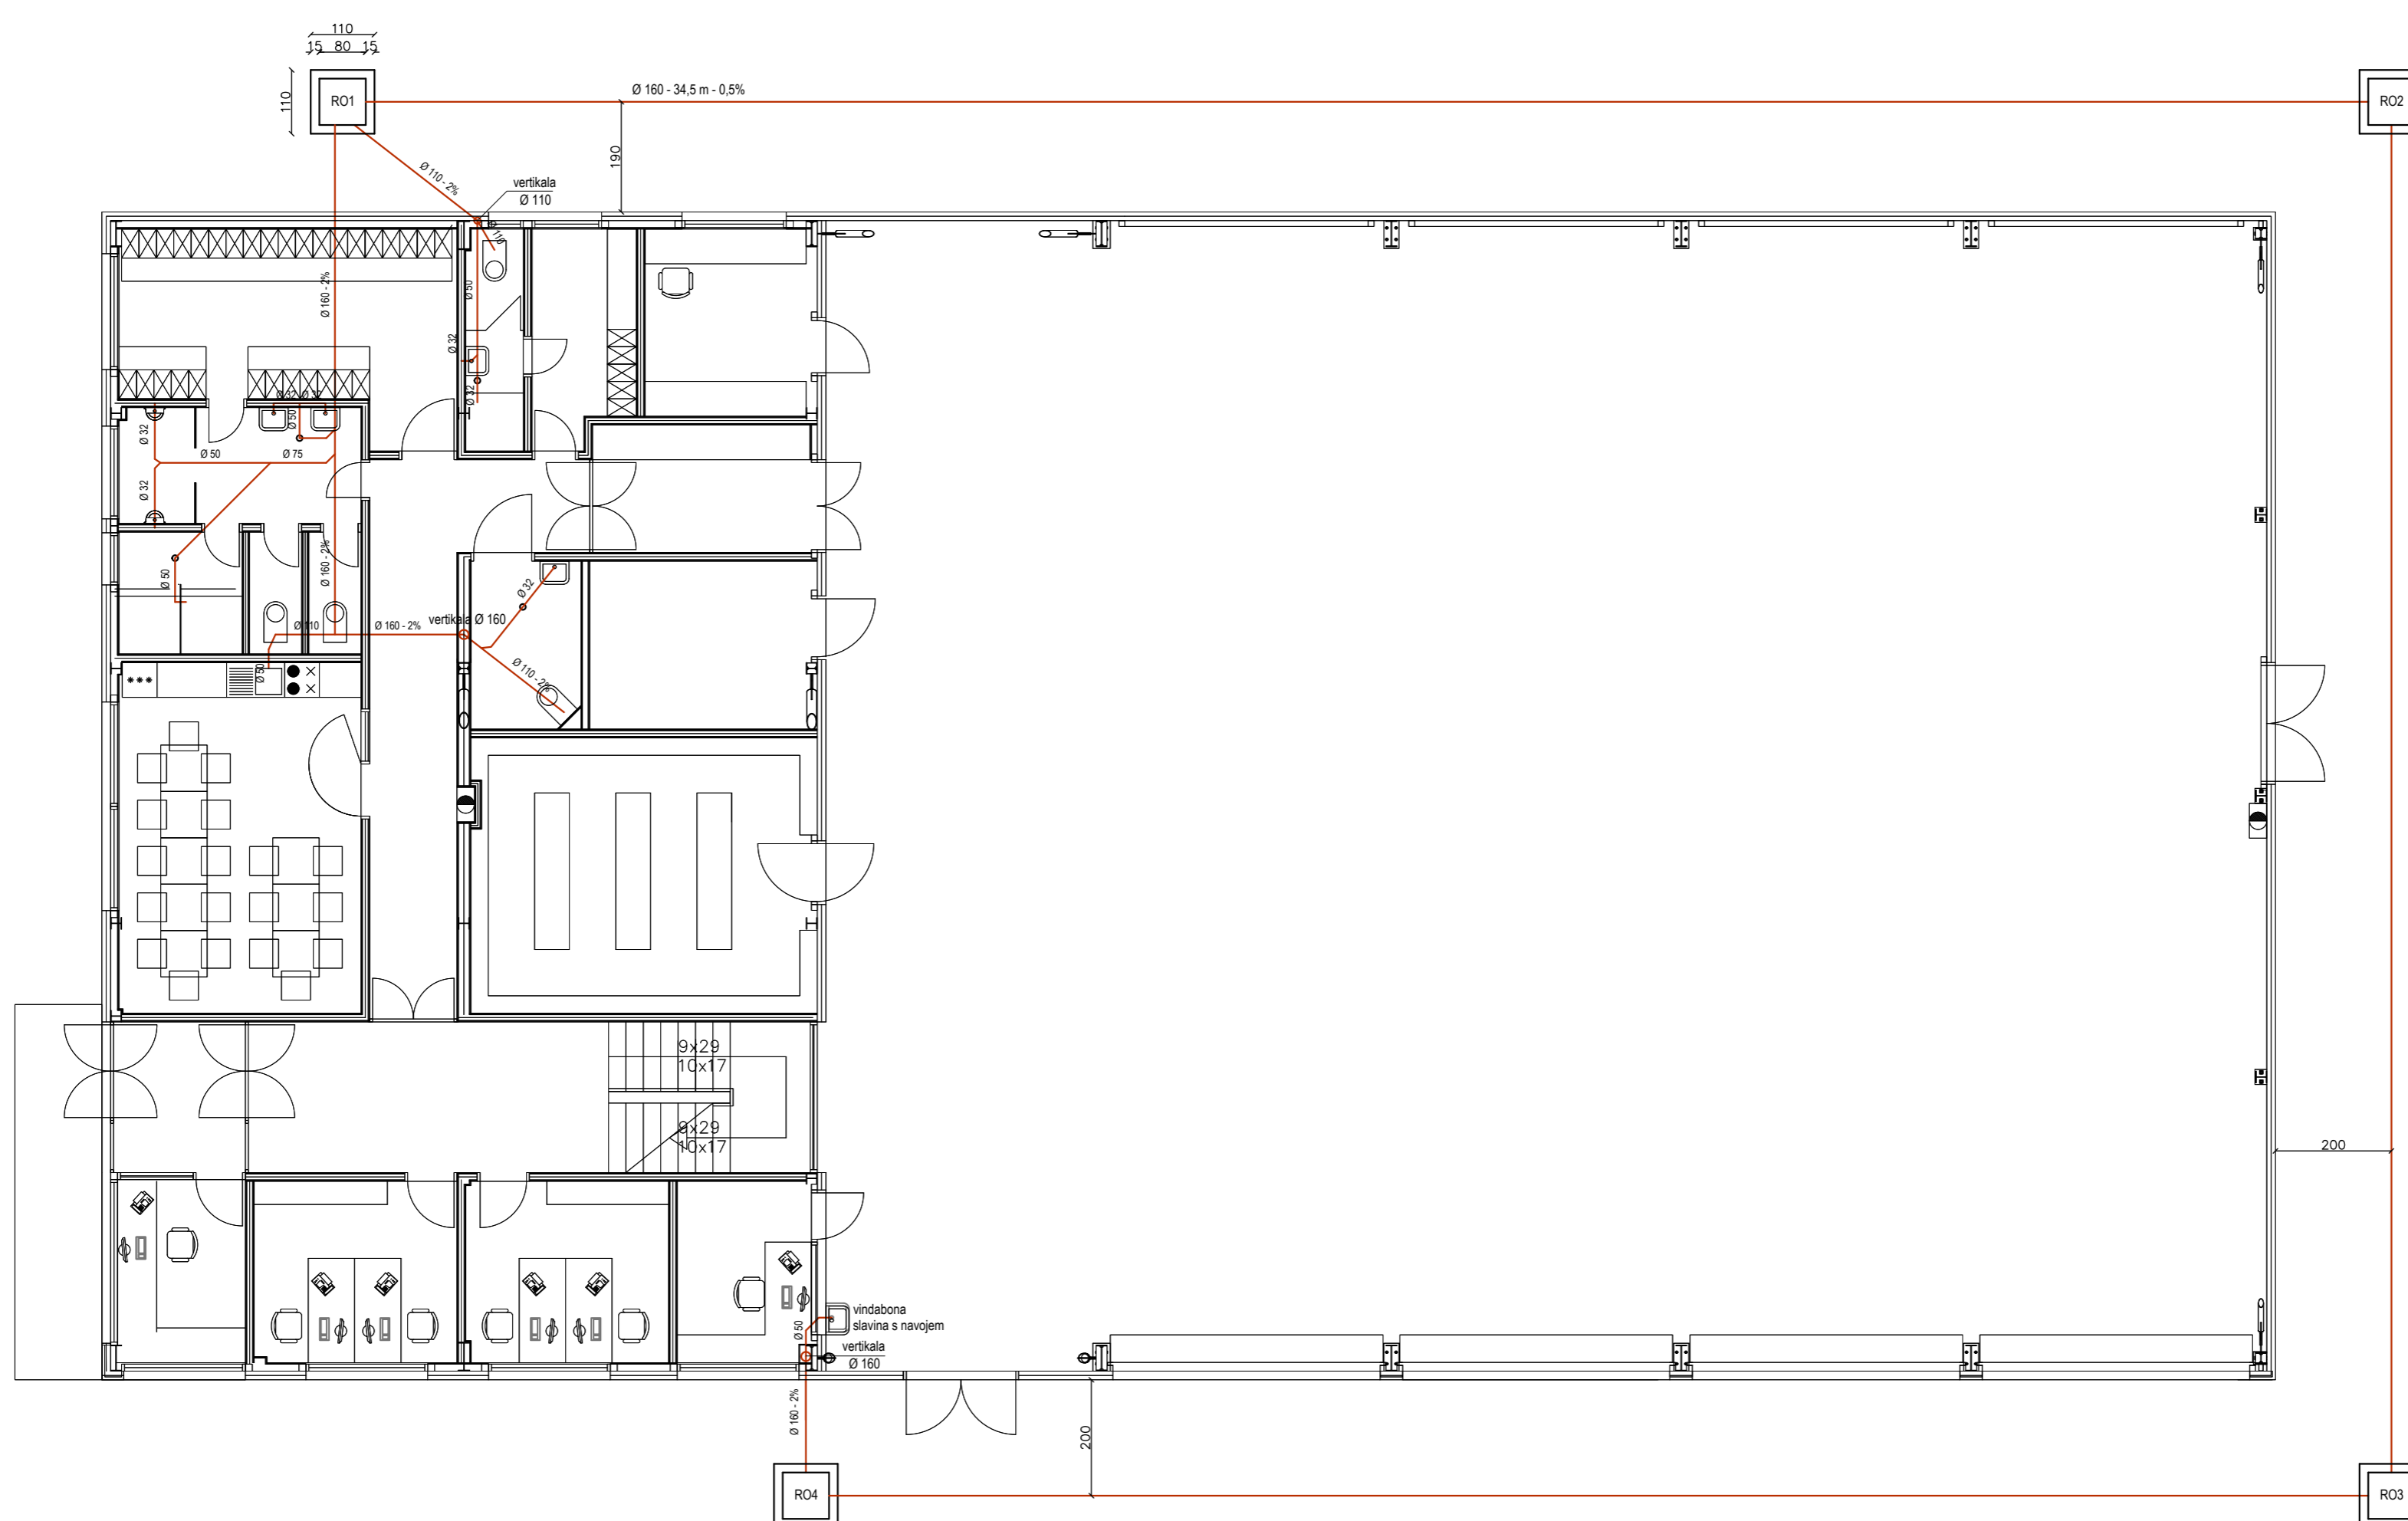 110
15 80 15
110
RO1
Ø 160 - 34,5 m - 0,5%
RO2
190
Ø 110 - 2%
vertikala
Ø 110
Ø 110
Ø 160 - 2%
Ø 50
Ø 32
Ø 32
Ø 32
Ø 50
Ø 32
Ø 50
Ø 75
Ø 32
Ø 50
Ø 160 - 2%
Ø 32
Ø 110
Ø 160 - 2%
vertikala Ø 160
Ø 110 - 2%
Ø 50
9x29
10x17
9x29
10x17
200
vindabona
slavina s navojem
Ø 50
vertikala
Ø 160
Ø 160 - 2%
200
RO4
RO3